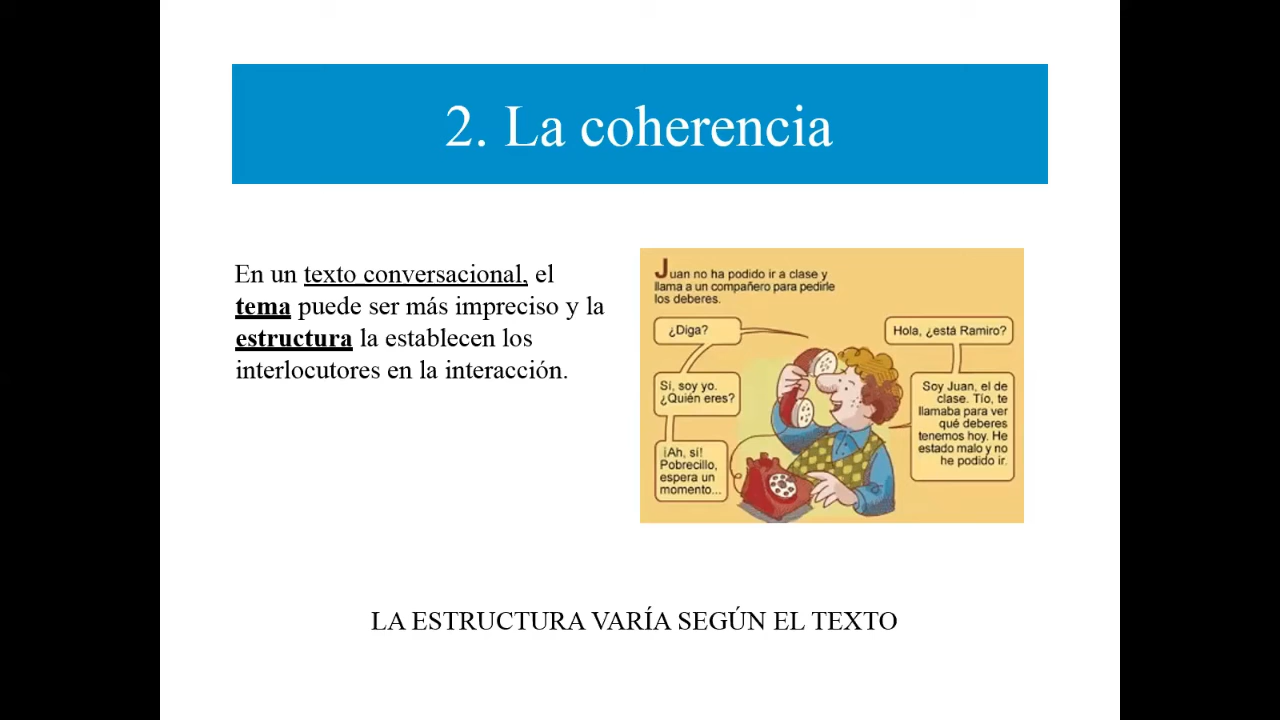 2. La coherencia
En un texto conversacional, el
tema puede ser más impreciso y la
estructura la establecen los
interlocutores en la interacción.
Juan no ha podido ir a clase y
llama a un compañero para pedirle
los deberes.
¿Diga?
Hola, ¿está Ramiro?
Sí, soy yo.
¿Quién eres?
Soy Juan, el de
clase. Tío, te
llamaba para ver
qué deberes
tenemos hoy. He
estado malo y no
he podido ir.
¡Ah, sí!
Pobrecillo,
espera un
momento...
LA ESTRUCTURA VARÍA SEGÚN EL TEXTO